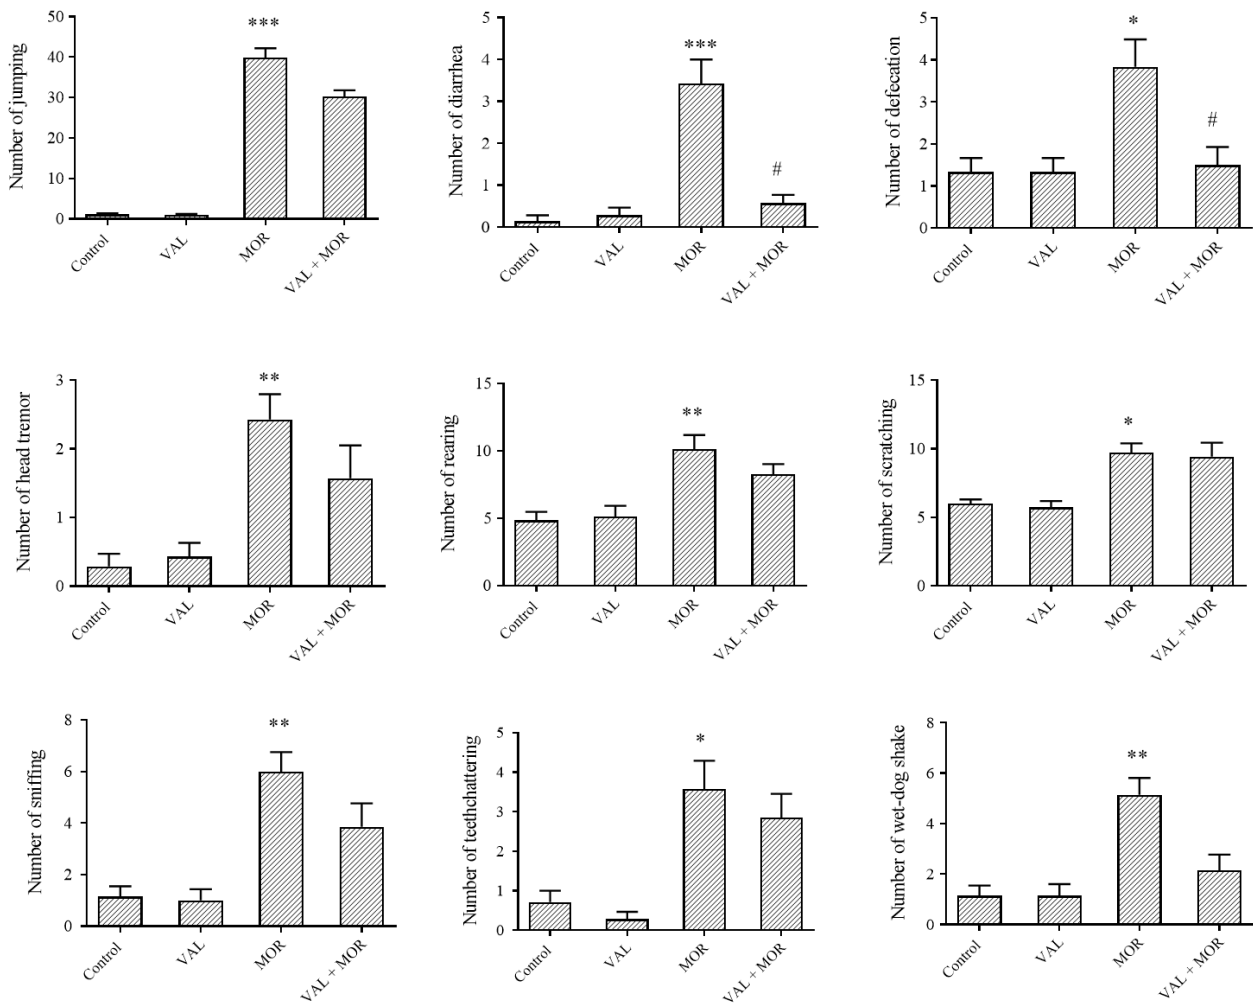 Number of jumping
50
40
30
20
10
0
***
Control
VAL
MOR
VAL + MOR
Number of diarrhea
5
4
3
2
1
0
***
#
Control
VAL
MOR
VAL + MOR
Number of defecation
5
4
3
2
1
0
*
#
Control
VAL
MOR
VAL + MOR
Number of head tremor
3
2
1
0
**
Control
VAL
MOR
VAL + MOR
Number of rearing
15
10
5
0
**
Control
VAL
MOR
VAL + MOR
Number of scratching
15
10
5
0
*
Control
VAL
MOR
VAL + MOR
Number of sniffing
8
6
4
2
0
**
Control
VAL
MOR
VAL + MOR
Number of teethchattering
5
4
3
2
1
0
*
Control
VAL
MOR
VAL + MOR
Number of wet-dog shake
8
6
4
2
0
**
Control
VAL
MOR
VAL + MOR